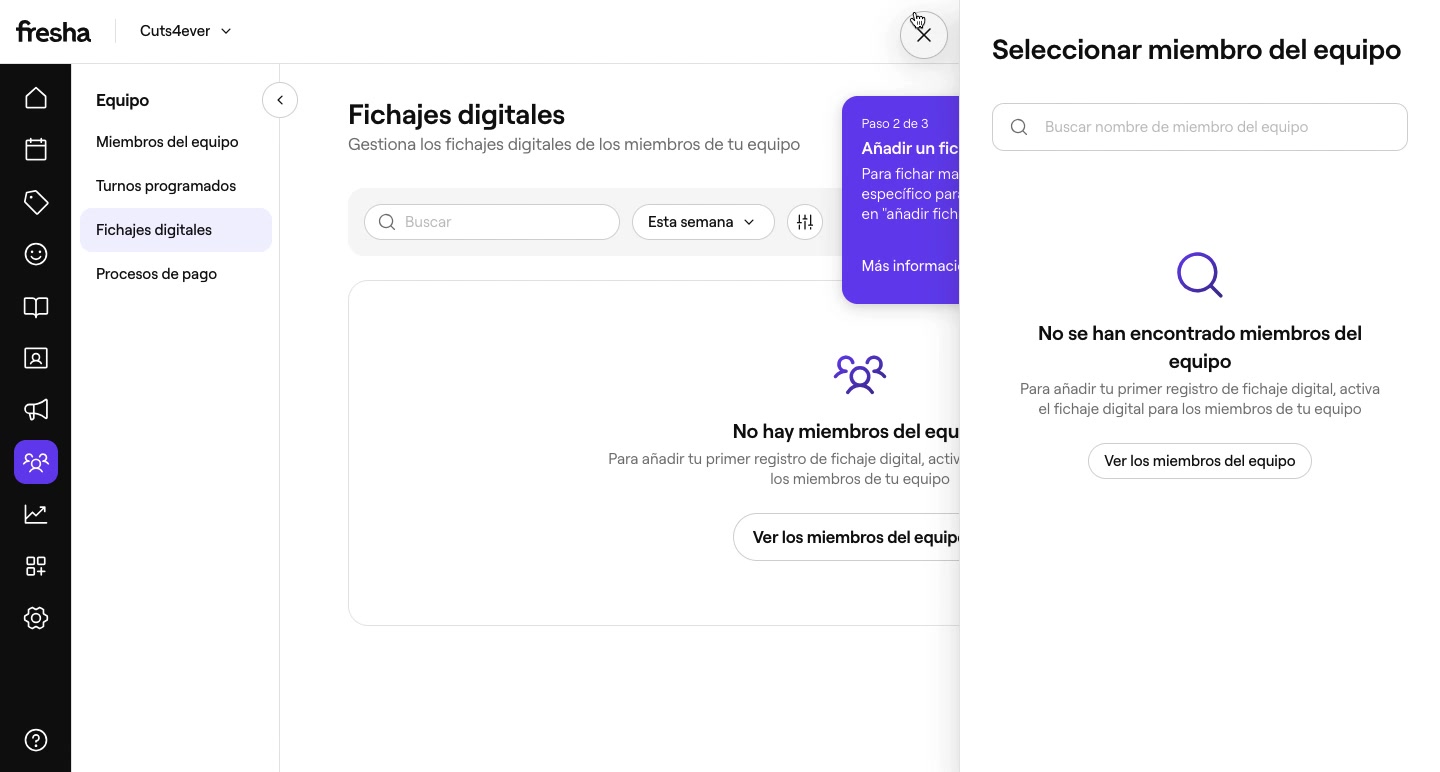 fresha
Cuts4ever
Equipo
Miembros del equipo
Turnos programados
Fichajes digitales
Procesos de pago
Fichajes digitales
Gestiona los fichajes digitales de los miembros de tu equipo
Buscar
Esta semana
Paso 2 de 3
Añadir un fic
Para fichar ma
específico para
en "añadir fich
Más informació
No hay miembros del equ
Para añadir tu primer registro de fichaje digital, activ
los miembros de tu equipo
Ver los miembros del equipo
Seleccionar miembro del equipo
Buscar nombre de miembro del equipo
No se han encontrado miembros del
equipo
Para añadir tu primer registro de fichaje digital, activa
el fichaje digital para los miembros de tu equipo
Ver los miembros del equipo